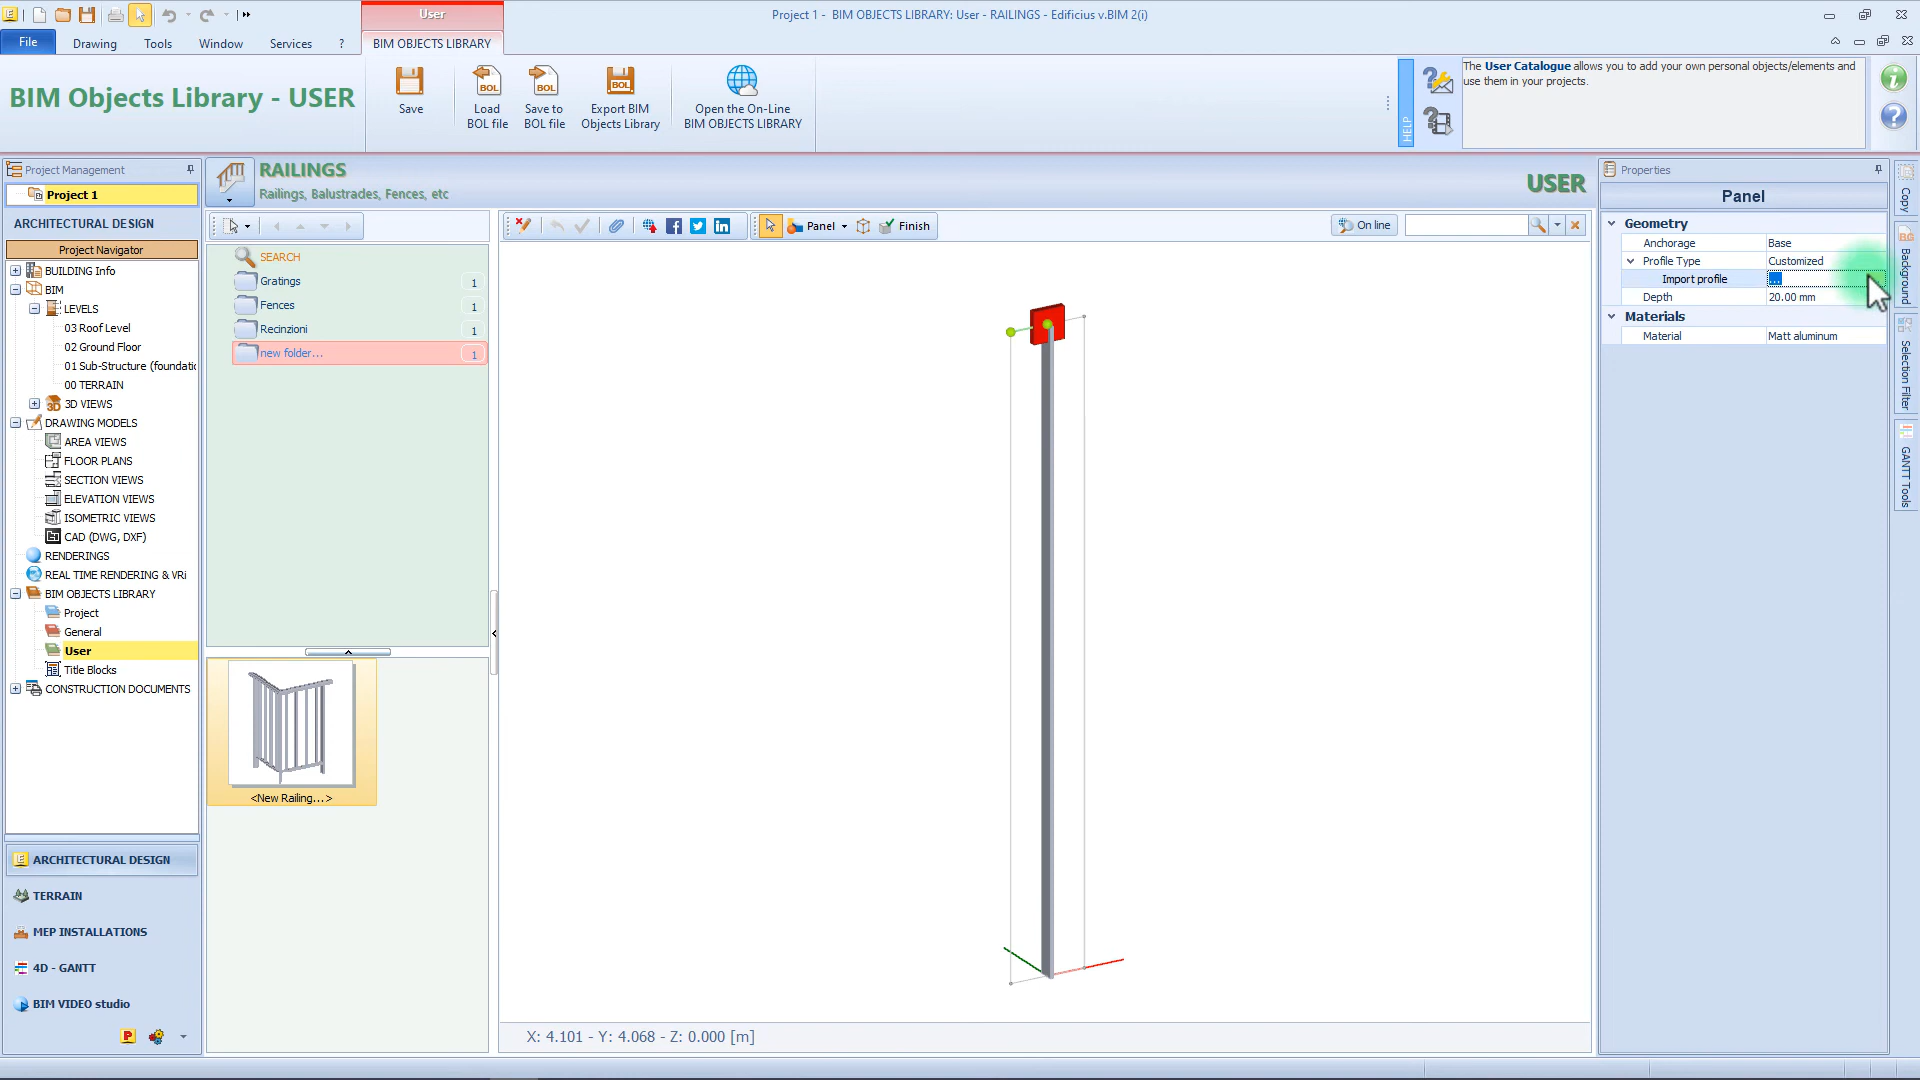 User
Project 1 - BIM OBJECTS LIBRARY: User - RAILINGS - Edificius v.BIM 2(i)
File
Drawing
Tools
Window
Services
?
BIM OBJECTS LIBRARY
BIM Objects Library - USER
Save
BOL
Load
BOL file
BOL
Save to
BOL file
BOL
Export BIM
Objects Library
Open the On-Line
BIM OBJECTS LIBRARY
HELP
The User Catalogue allows you to add your own personal objects/elements and
use them in your projects.
Project Management
Project 1
ARCHITECTURAL DESIGN
Project Navigator
BUILDING Info
BIM
LEVELS
03 Roof Level
02 Ground Floor
01 Sub-Structure (foundatio
00 TERRAIN
3D VIEWS
DRAWING MODELS
AREA VIEWS
FLOOR PLANS
SECTION VIEWS
ELEVATION VIEWS
ISOMETRIC VIEWS
CAD (DWG, DXF)
RENDERINGS
REAL TIME RENDERING & VRi
BIM OBJECTS LIBRARY
Project
General
User
Title Blocks
CONSTRUCTION DOCUMENTS
ARCHITECTURAL DESIGN
TERRAIN
MEP INSTALLATIONS
4D - GANTT
BIM VIDEO studio
RAILINGS
Railings, Balustrades, Fences, etc
USER
SEARCH
Gratings 1
Fences 1
Recinzioni 1
new folder... 1
<New Railing...>
Panel
Finish
On line
X: 4.101 - Y: 4.068 - Z: 0.000 [m]
Properties
Panel
Geometry
Anchorage Base
Profile Type Customized
Import profile ...
Depth 20.00 mm
Materials
Material Matt aluminum
Copy
Background
Selection Filter
GANTT Tools